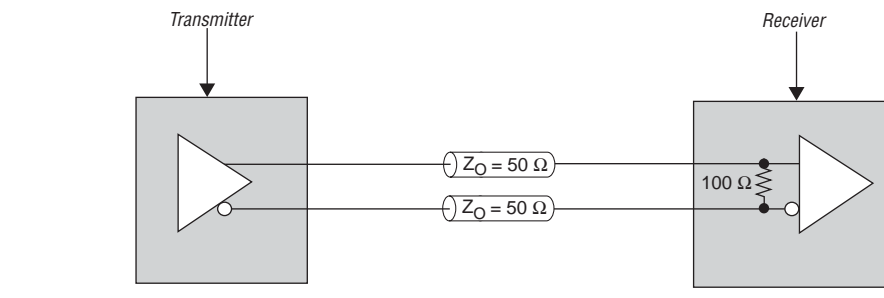 Transmitter
Receiver
Z_O = 50 Ω
100 Ω
Z_O = 50 Ω